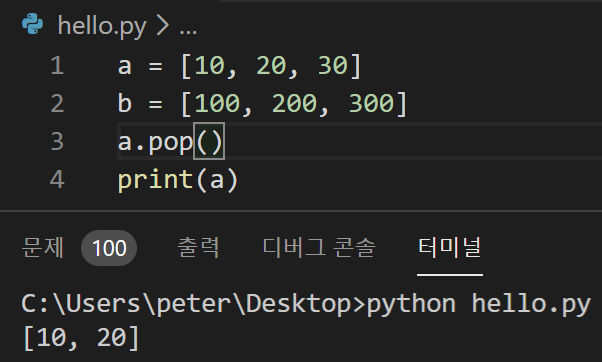 hello.py > ...
1 a = [10, 20, 30]
2 b = [100, 200, 300]
3 a.pop()
4 print(a)
문제 100 출력 디버그 콘솔 터미널
C:\Users\peter\Desktop>python hello.py
[10, 20]